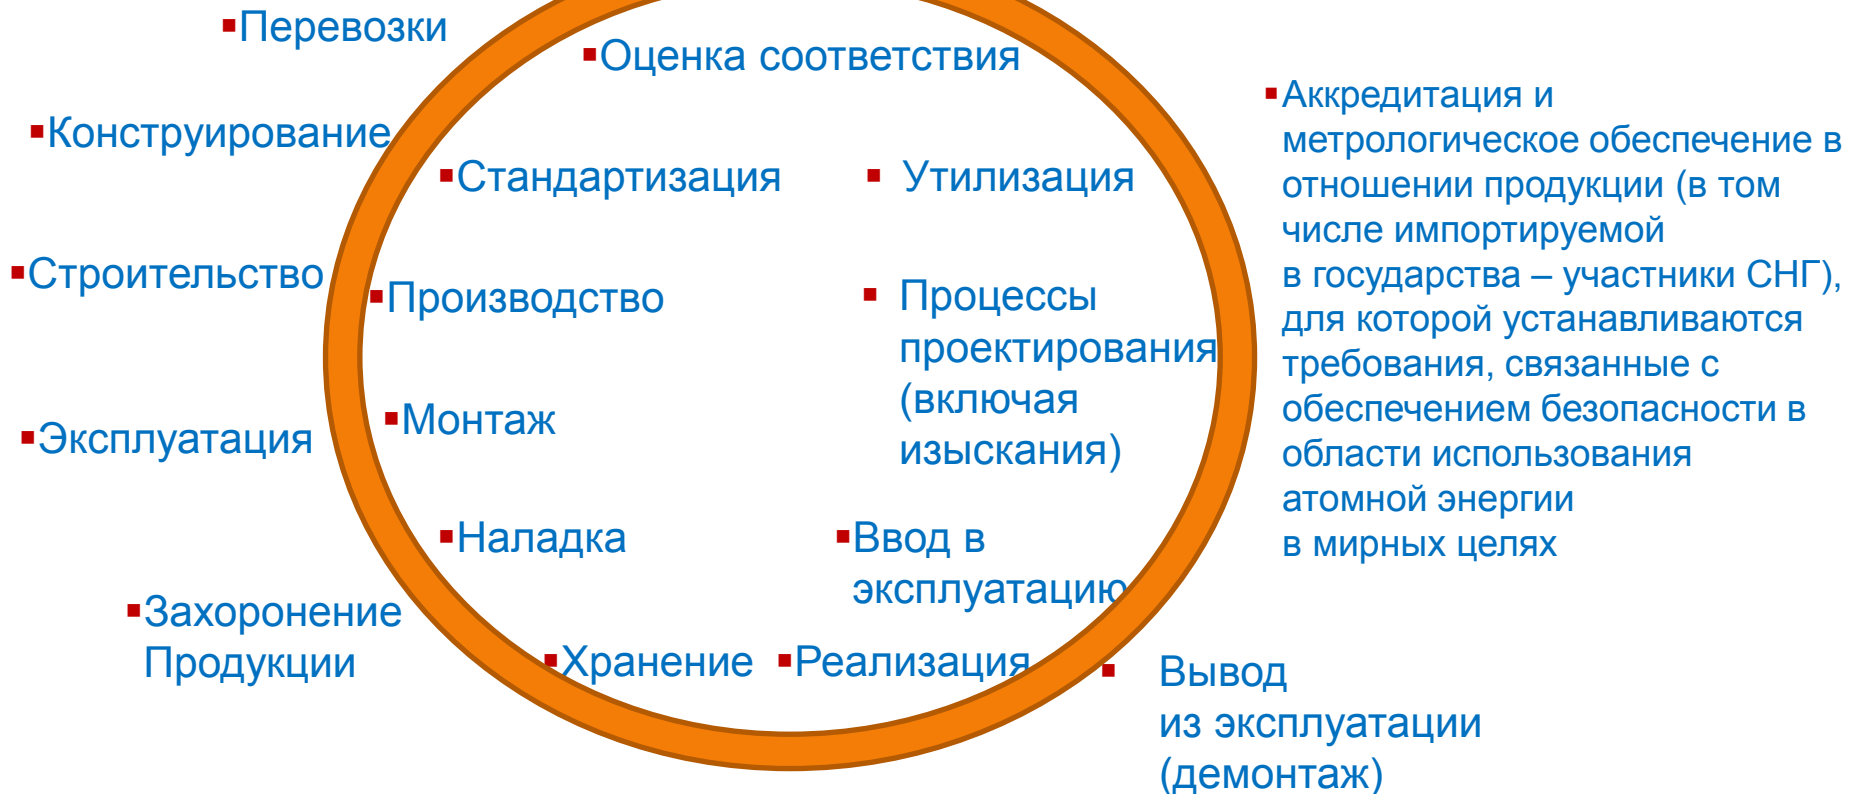 ▪Перевозки
▪Оценка соответствия
▪Конструирование
▪Стандартизация
▪ Утилизация
▪Строительство
▪Производство
▪ Процессы
проектирования
(включая
изыскания)
▪Эксплуатация
▪Монтаж
▪Наладка
▪Ввод в
эксплуатацию
▪Захоронение
Продукции
▪Хранение
▪Реализация
▪Аккредитация и
метрологическое обеспечение в
отношении продукции (в том
числе импортируемой
в государства – участники СНГ),
для которой устанавливаются
требования, связанные с
обеспечением безопасности в
области использования
атомной энергии
в мирных целях
▪ Вывод
из эксплуатации
(демонтаж)